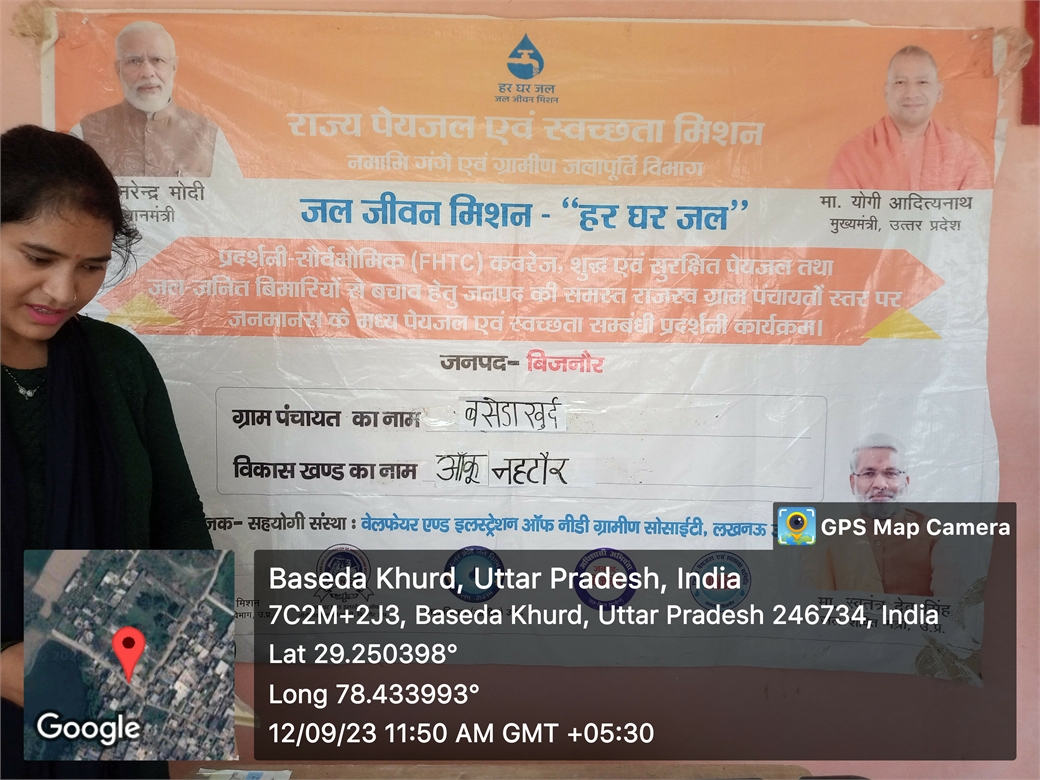 हर घर जल
जल जीवन मिशन
राज्य पेयजल एवं स्वच्छता मिशन
नमामि गंगे एवं ग्रामीण जलापूर्ति विभाग
नरेन्द्र मोदी
मा. योगी आदित्यनाथ
मुख्यमंत्री, उत्तर प्रदेश
जल जीवन मिशन - “हर घर जल”
प्रदर्शनी-सार्वभौमिक (FHTC) कवरेज, शुद्ध एवं सुरक्षित पेयजल तथा
जल जनित बिमारियों से बचाव हेतु जनपद की समस्त राजस्व ग्राम पंचायतों स्तर पर
जनमानस के मध्य पेयजल एवं स्वच्छता सम्बंधी प्रदर्शनी कार्यक्रम।
जनपद- बिजनौर
ग्राम पंचायत का नाम बसेडा खुर्द
विकास खण्ड का नाम आँकू नहटौर
सहयोगी संस्था : वेलफेयर एण्ड इलस्ट्रेशन ऑफ नीडी ग्रामीण सोसाईटी, लखनऊ
GPS Map Camera
Baseda Khurd, Uttar Pradesh, India
7C2M+2J3, Baseda Khurd, Uttar Pradesh 246734, India
Lat 29.250398°
Long 78.433993°
12/09/23 11:50 AM GMT +05:30
Google